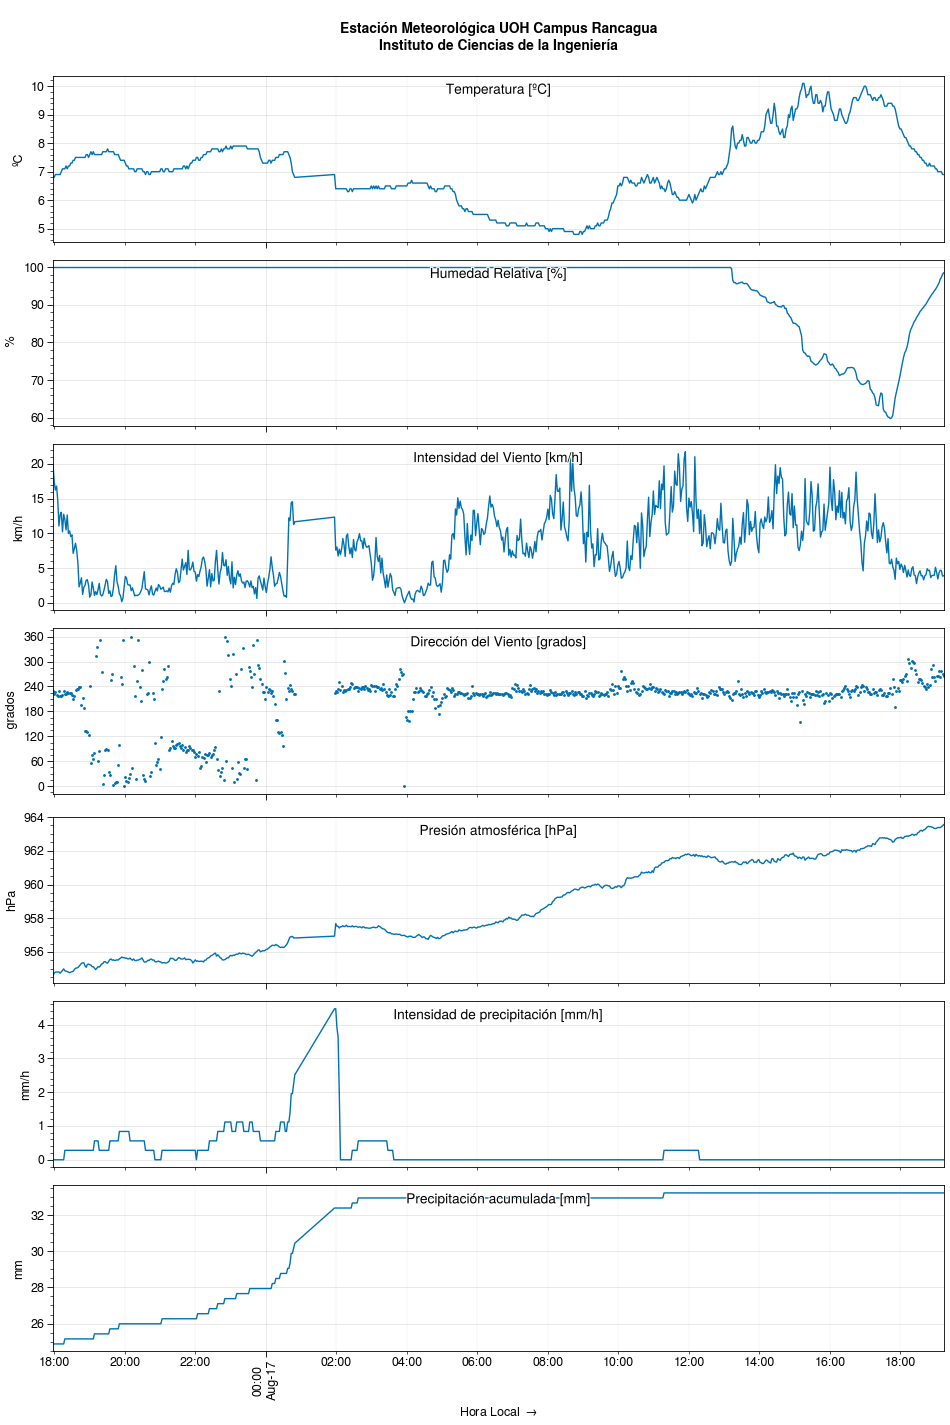 Estación Meteorológica UOH Campus Rancagua
Instituto de Ciencias de la Ingeniería
Temperatura [ºC]
ºC
10
9
8
7
6
5
Humedad Relativa [%]
%
100
90
80
70
60
Intensidad del Viento [km/h]
km/h
20
15
10
5
0
Dirección del Viento [grados]
grados
360
300
240
180
120
60
0
Presión atmosférica [hPa]
hPa
964
962
960
958
956
Intensidad de precipitación [mm/h]
mm/h
4
3
2
1
0
Precipitación acumulada [mm]
mm
32
30
28
26
18:00 20:00 22:00 00:00 02:00 04:00 06:00 08:00 10:00 12:00 14:00 16:00 18:00
Aug-17
Hora Local →